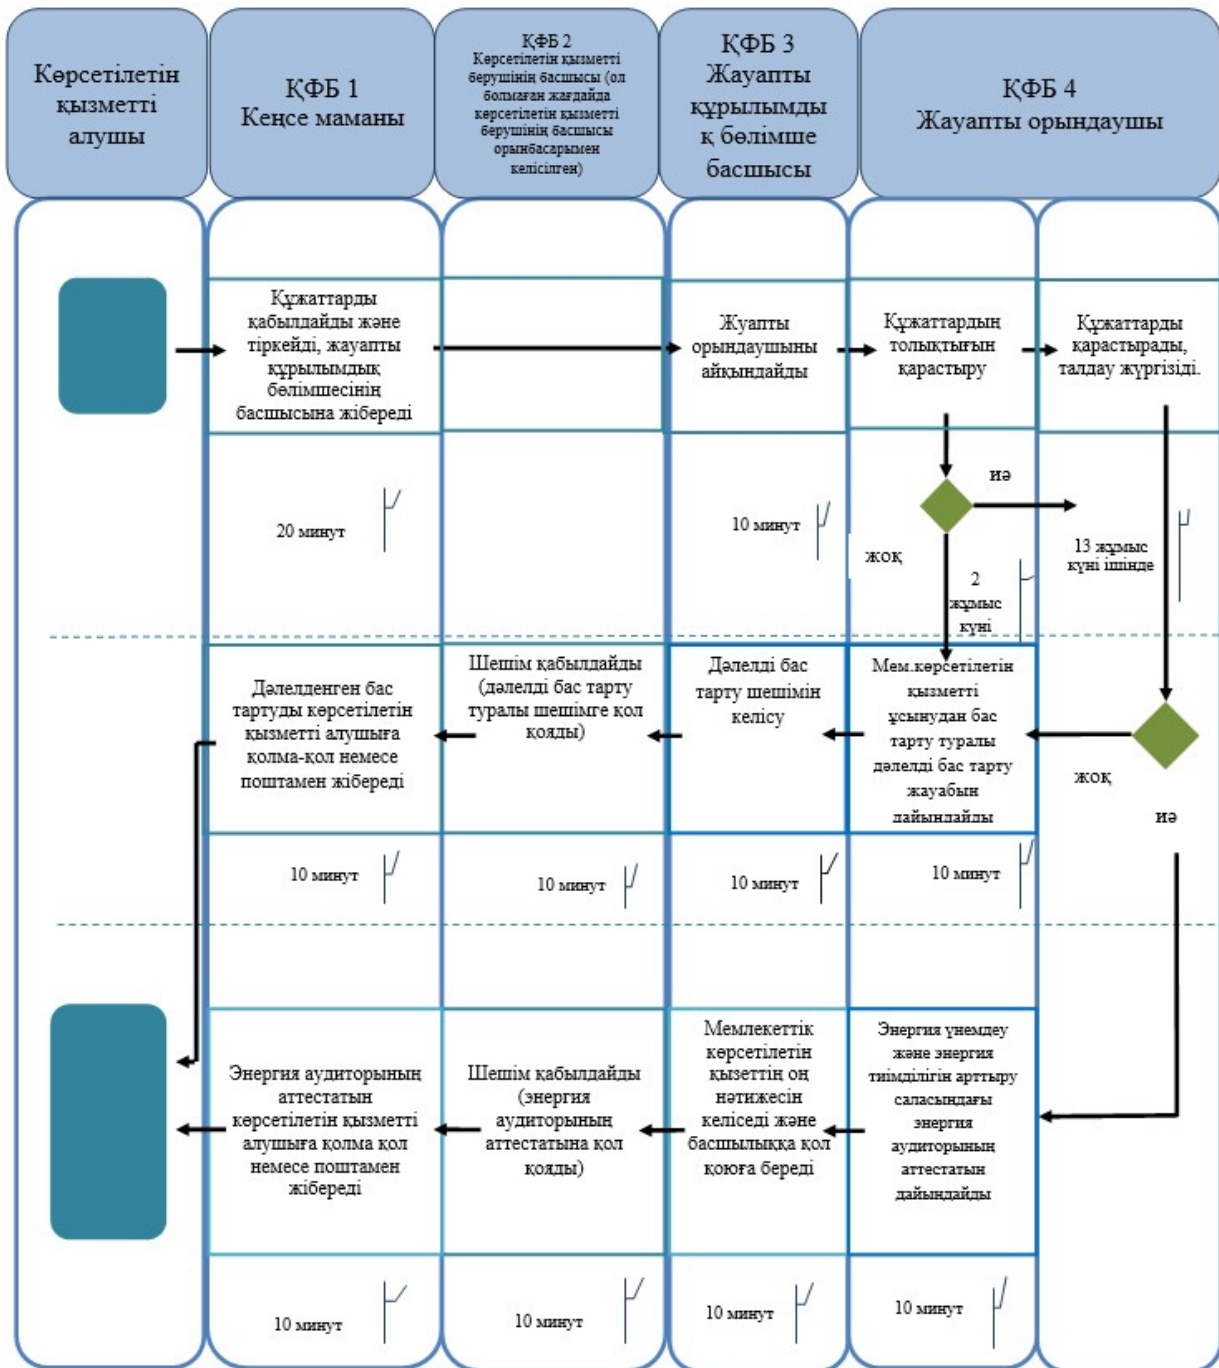 Көрсетілетін
қызметті
алушы
ҚФБ 1
Кеңсе маманы
ҚФБ 2
Көрсетілетін қызметті
берушінің басшысы (ол
болмаған жағдайда
көрсетілетін қызметті
берушінің басшысы
орынбасарымен
келісілген)
ҚФБ 3
Жауапты
құрылымды
қ бөлімше
басшысы
ҚФБ 4
Жауапты орындаушы
Құжаттарды
қабылдайды және
тіркейді, жауапты
құрылымдық
бөлімшесінің
басшысына жібереді
Жуапты
орындаушыны
айқындайды
Құжаттардың
толықтығын
қарастыру
Құжаттарды
қарастырады,
талдау жүргізіді.
20 минут
10 минут
иә
жоқ
2
жұмыс
күні
13 жұмыс
күні ішінде
Дәлелденген бас
тартуды көрсетілетін
қызметті алушыға
қолма-қол немесе
поштамен жібереді
Шешім қабылдайды
(дәлелді бас тарту
туралы шешімге қол
қояды)
Дәлелді бас
тарту шешімін
келісу
Мем.көрсетілетін
қызметті
ұсынудан бас
тарту туралы
дәлелді бас тарту
жауабын
дайындайды
жоқ
иә
10 минут
10 минут
10 минут
10 минут
Энергия аудиторының
аттестатын
көрсетілетін қызметті
алушыға қолма қол
немесе поштамен
жібереді
Шешім қабылдайды
(энергия
аудиторының
аттестатына қол
қояды)
Мемлекеттік
көрсетілетін
қызеттің оң
нәтижесін
келіседі және
басшылыққа қол
қоюға береді
Энергия үнемдеу
және энергия
тиімділігін арттыру
саласындағы
энергия
аудиторының
аттестатын
дайындайды
10 минут
10 минут
10 минут
10 минут